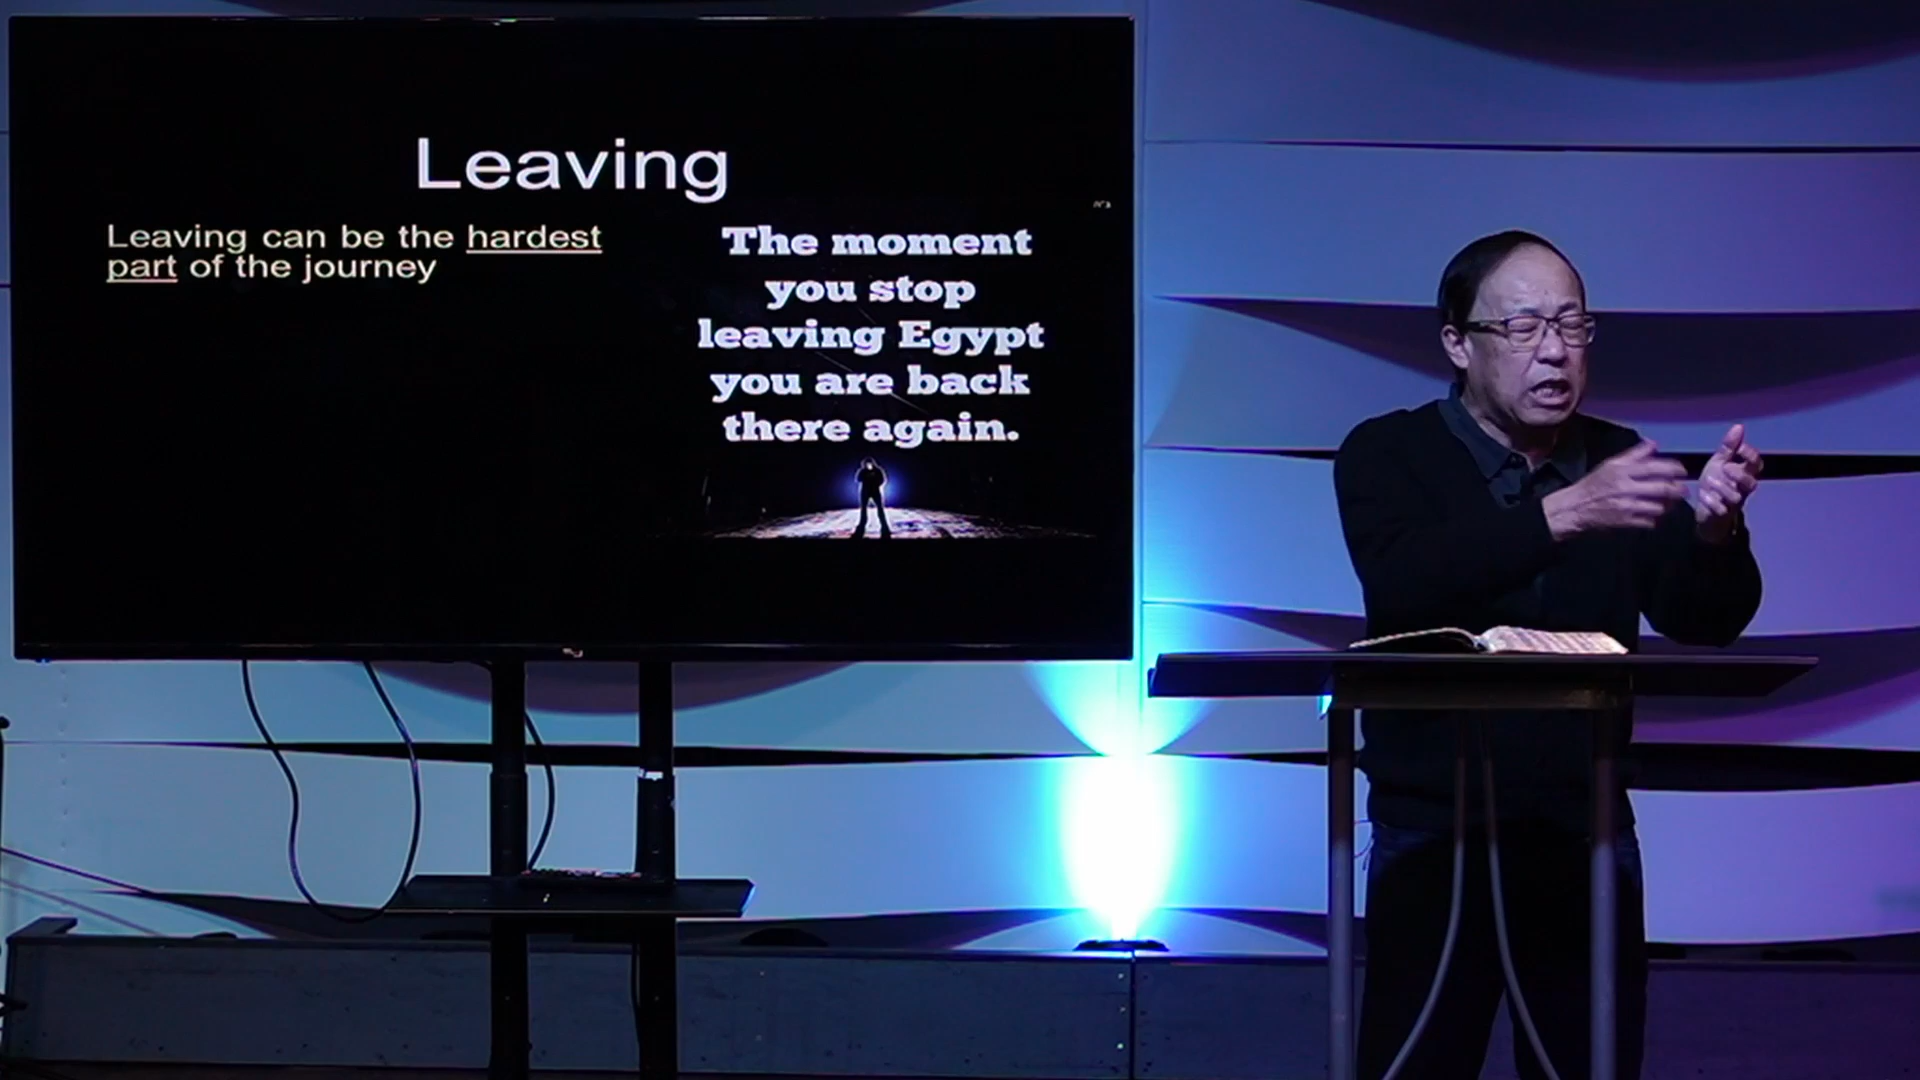 Leaving
Leaving can be the hardest
part of the journey
The moment
you stop
leaving Egypt
you are back
there again.